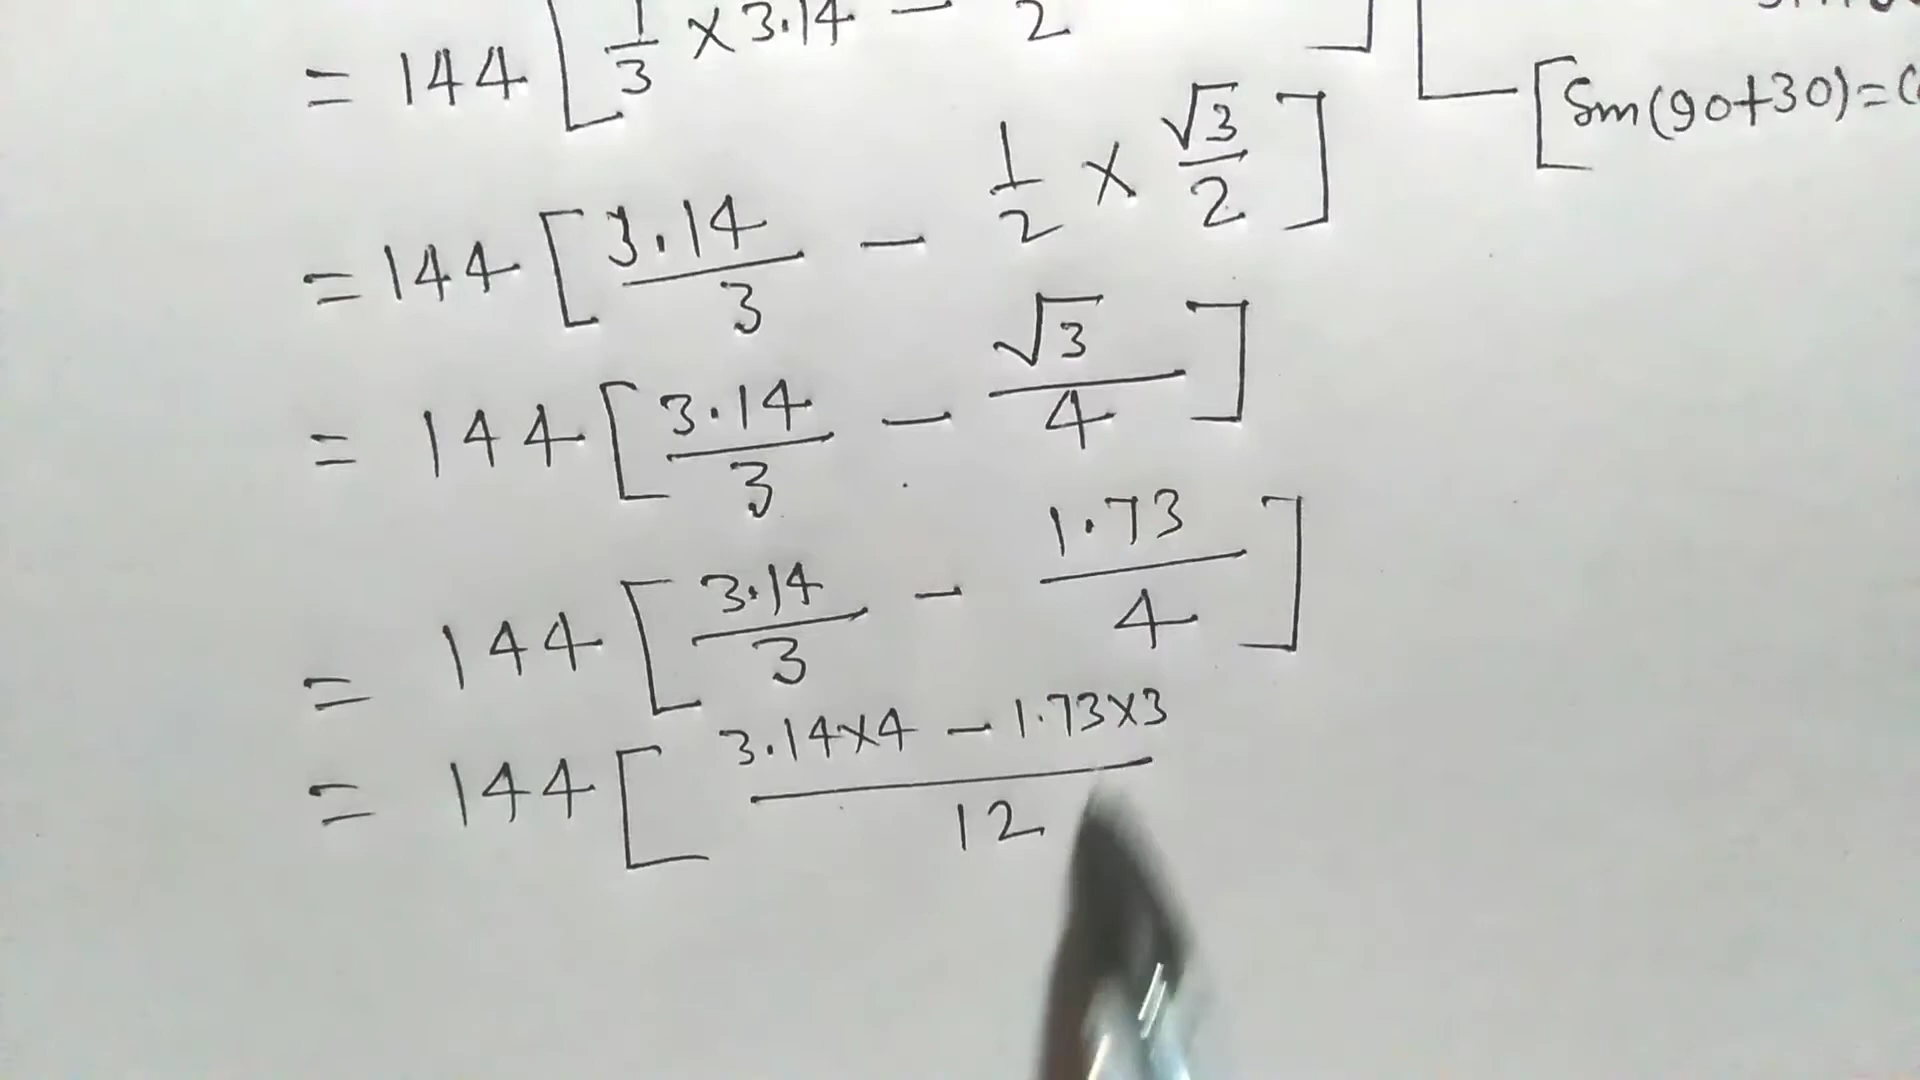 = 144 [ 1/3 × 3.14 − 2 ]
[ Sin(90+30)=
= 144 [ 3.14/3 − 1/2 × √3/2 ]
= 144 [ 3.14/3 − √3/4 ]
= 144 [ 3.14/3 − 1.73/4 ]
= 144 [ 3.14×4 − 1.73×3 / 12